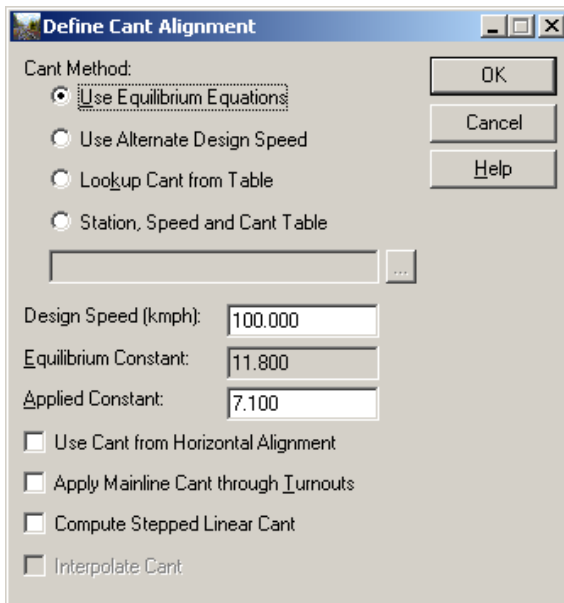 Define Cant Alignment
Cant Method:
Use Equilibrium Equations
Use Alternate Design Speed
Lookup Cant from Table
Station, Speed and Cant Table
...
OK
Cancel
Help
Design Speed (kmph): 100.000
Equilibrium Constant: 11.800
Applied Constant: 7.100
Use Cant from Horizontal Alignment
Apply Mainline Cant through Turnouts
Compute Stepped Linear Cant
Interpolate Cant